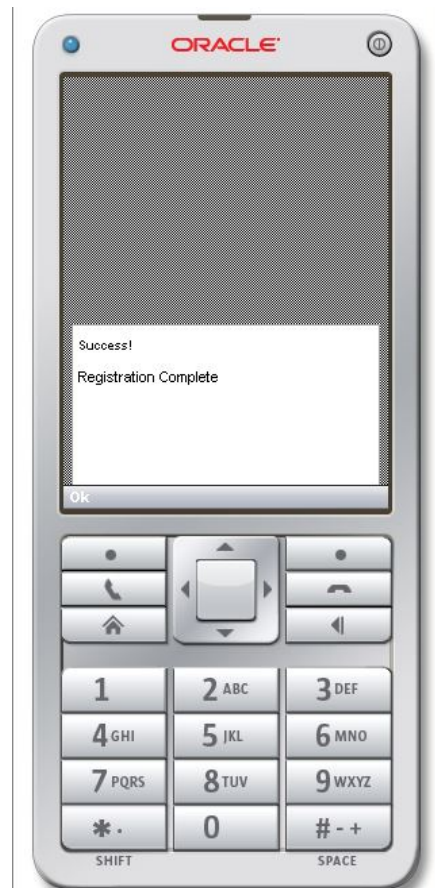 ORACLE
Success!
Registration Complete
Ok
1
2 ABC
3 DEF
4 GHI
5 JKL
6 MNO
7 PQRS
8 TUV
9 WXYZ
* .
0
# - +
SHIFT
SPACE